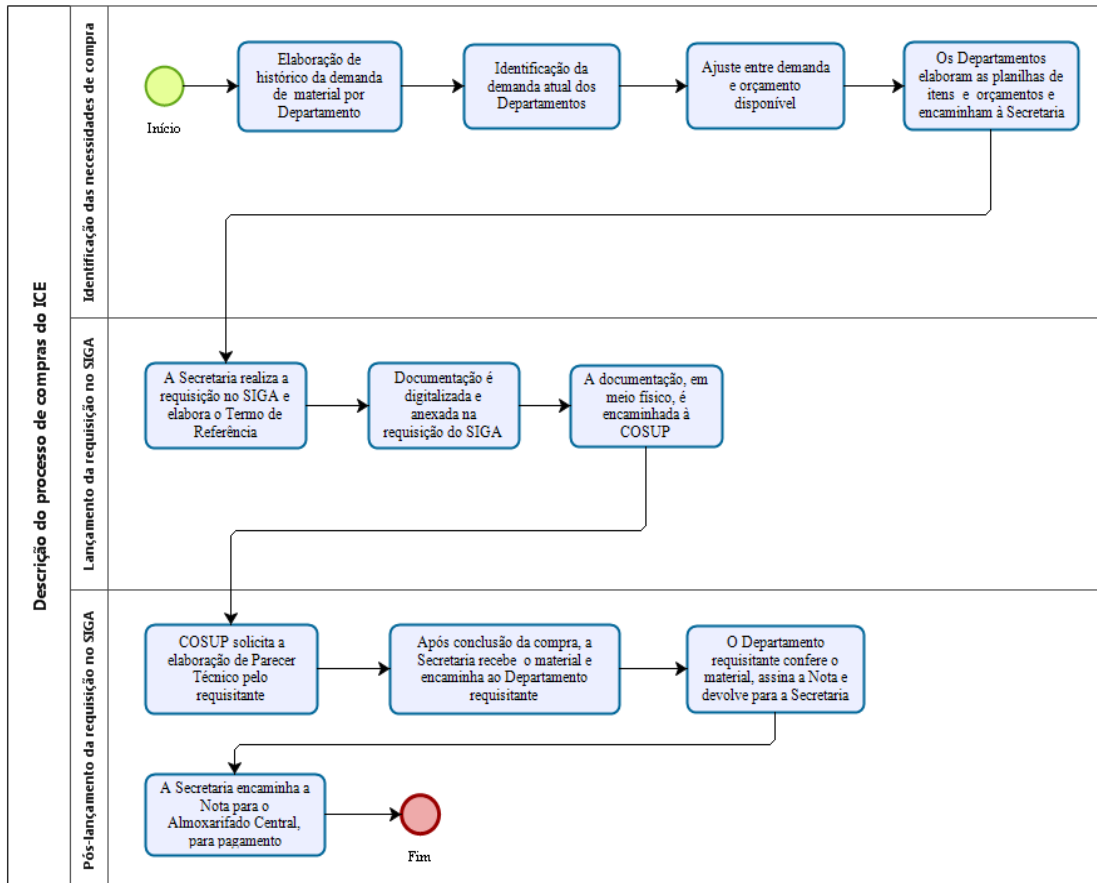 Descrição do processo de compras do ICE
Identificação das necessidades de compra
Início
Elaboração de
histórico da demanda
de material por
Departamento
Identificação da
demanda atual dos
Departamentos
Ajuste entre demanda
e orçamento
disponível
Os Departamentos
elaboram as planilhas de
itens e orçamentos e
encaminham à Secretaria
Lançamento da requisição no SIGA
A Secretaria realiza a
requisição no SIGA e
elabora o Termo de
Referência
Documentação é
digitalizada e
anexada na
requisição do SIGA
A documentação, em
meio físico, é
encaminhada à
COSUP
Pós-lançamento da requisição no SIGA
COSUP solicita a
elaboração de Parecer
Técnico pelo
requisitante
Após conclusão da compra, a
Secretaria recebe o material e
encaminha ao Departamento
requisitante
O Departamento
requisitante confere o
material, assina a Nota e
devolve para a Secretaria
A Secretaria encaminha a
Nota para o
Almoxarifado Central,
para pagamento
Fim